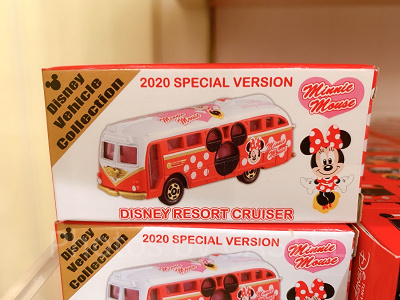 Disney
Vehicle
Collection
2020 SPECIAL VERSION
Minnie
Mouse
DISNEY RESORT CRUISER
Disney
Vehicle
Collection
2020 SPECIAL VERSION
Minnie
Mouse